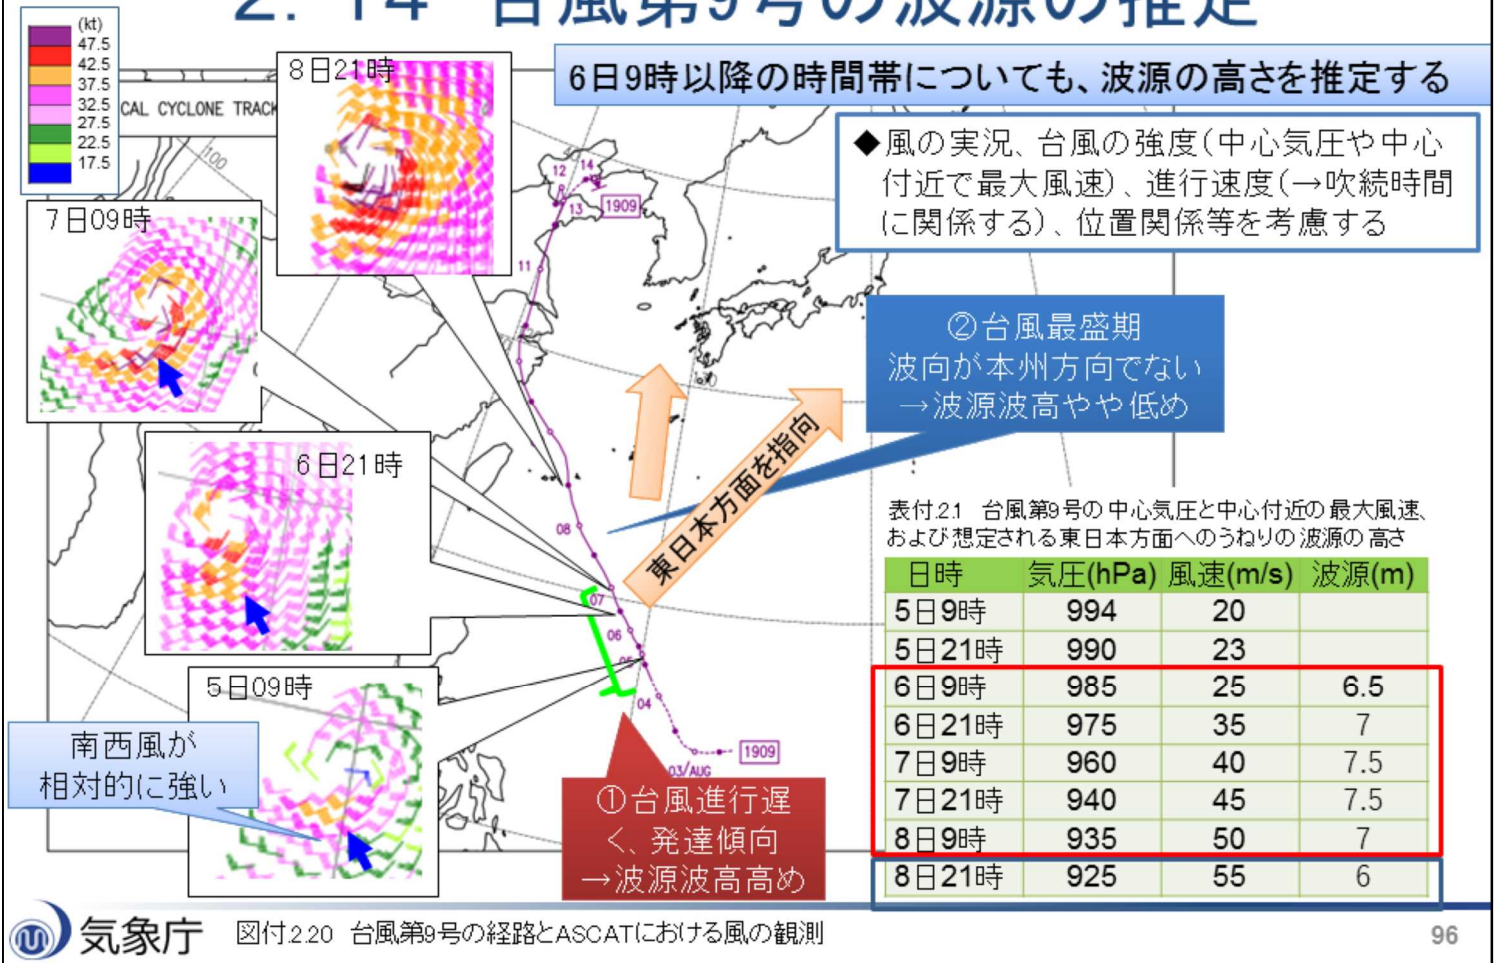 2. 14 台風第9号の波源の推定
6日9時以降の時間帯についても、波源の高さを推定する
◆風の実況、台風の強度(中心気圧や中心
付近で最大風速)、進行速度(→吹続時間
に関係する)、位置関係等を考慮する
(kt)
47.5
42.5
37.5
32.5
27.5
22.5
17.5
CAL CYCLONE TRACK
100
8日21時
7日09時
6日21時
5日09時
南西風が
相対的に強い
12
14
13
1909
11
08
07
06
05
04
03/AUG
1909
30
東日本方面を指向
②台風最盛期
波向が本州方向でない
→波源波高やや低め
①台風進行遅
く、発達傾向
→波源波高高め
表付.2.1 台風第9号の中心気圧と中心付近の最大風速、
および想定される東日本方面へのうねりの波源の高さ
日時 気圧(hPa) 風速(m/s) 波源(m)
5日9時 994 20
5日21時 990 23
6日9時 985 25 6.5
6日21時 975 35 7
7日9時 960 40 7.5
7日21時 940 45 7.5
8日9時 935 50 7
8日21時 925 55 6
気象庁
図付.2.20 台風第9号の経路とASCATにおける風の観測
96